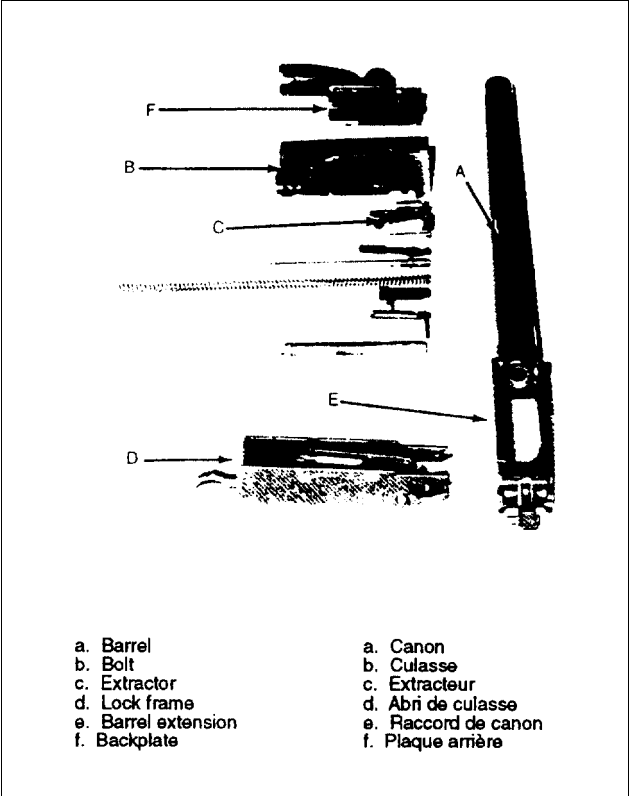 F
B
A
C
E
D
a. Barrel
b. Bolt
c. Extractor
d. Lock frame
e. Barrel extension
f. Backplate
a. Canon
b. Culasse
c. Extracteur
d. Abri de culasse
e. Raccord de canon
f. Plaque arrière